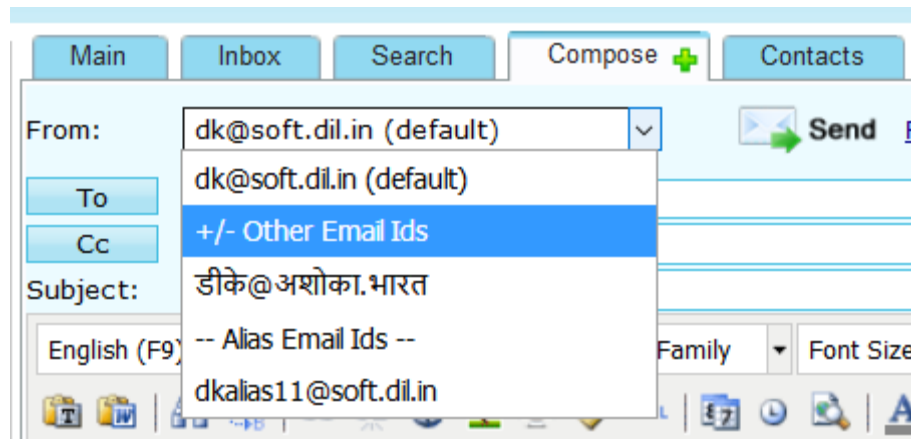 Main Inbox Search Compose Contacts
From: dk@soft.dil.in (default) Send
dk@soft.dil.in (default)
To
+/- Other Email Ids
Cc
डीके@अशोका.भारत
Subject:
-- Alias Email Ids --
English (F9) Family Font Size
dkalias11@soft.dil.in